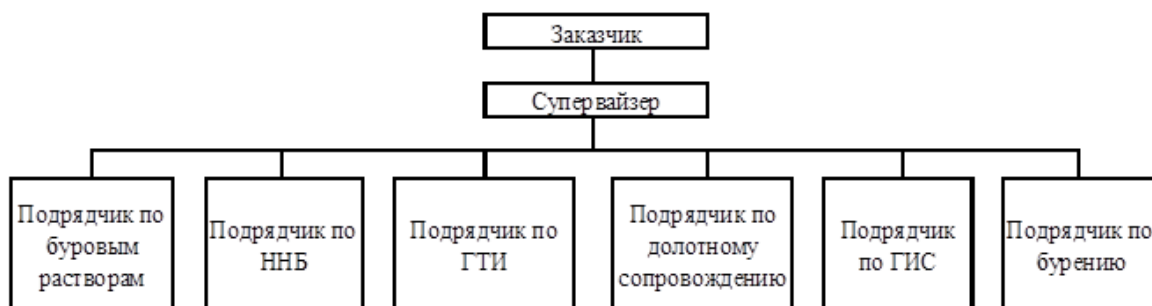 Заказчик
Супервайзер
Подрядчик по
буровым
растворам
Подрядчик по
ННБ
Подрядчик по
ГТИ
Подрядчик по
долотному
сопровождению
Подрядчик
по ГИС
Подрядчик по
бурению